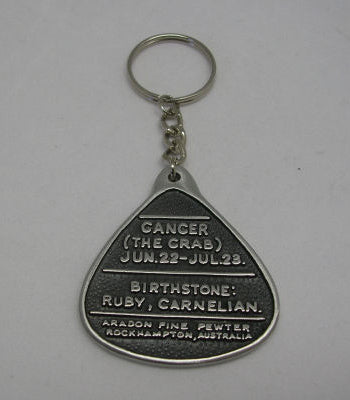 CANCER
(THE CRAB)
JUN.22-JUL.23.
BIRTHSTONE:
RUBY, CARNELIAN.
ARADON FINE PEWTER
ROCKHAMPTON, AUSTRALIA